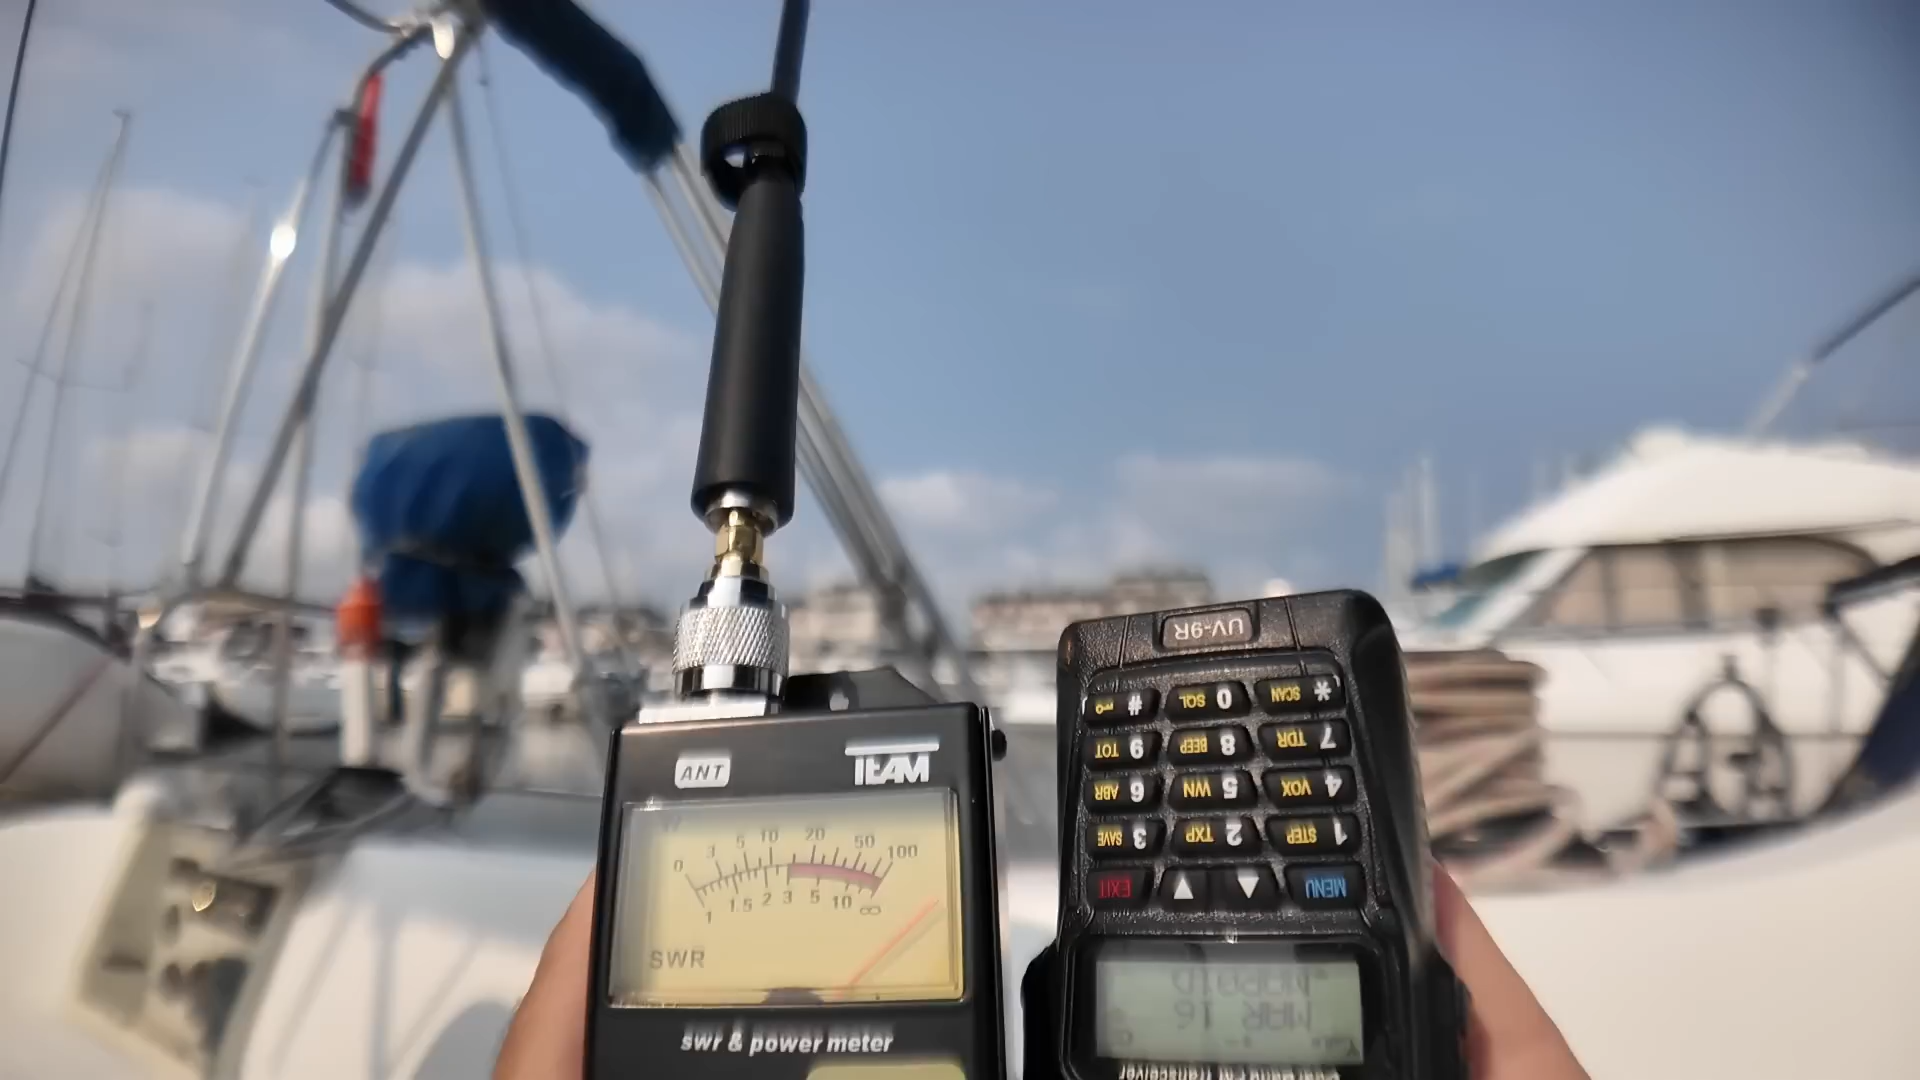 ANT TEAM
W
0 3 5 10 20 50 100
1 1.5 2 3 5 10 ∞
SWR
swr & power meter
UV-9R
MAR 16
MENU ▲ ▼ EXIT
1 STEP 2 TXP 3 SAVE
4 VOX 5 WN 6 ABR
7 TDR 8 BEEP 9 TOT
* SCAN 0 SQL #